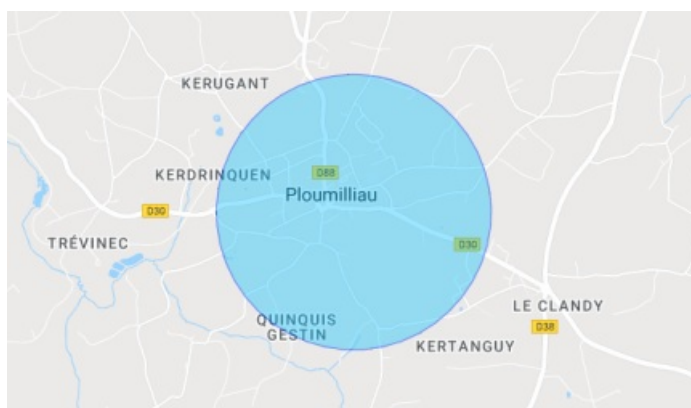 KERUGANT
KERDRINQUEN
D88
Ploumilliau
D30
TRÉVINEC
D30
LE CLANDY
QUINQUIS
GESTIN
D38
KERTANGUY